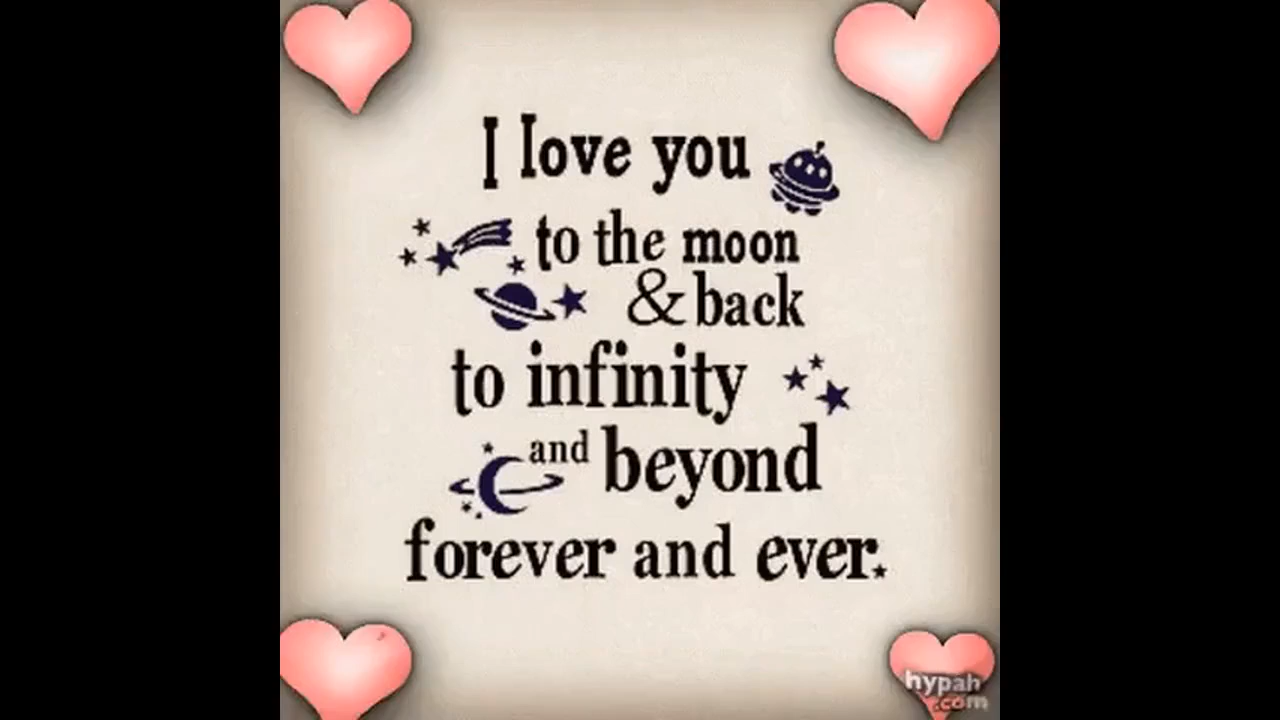 I love you
to the moon
& back
to infinity
and beyond
forever and ever.
hypah
.com